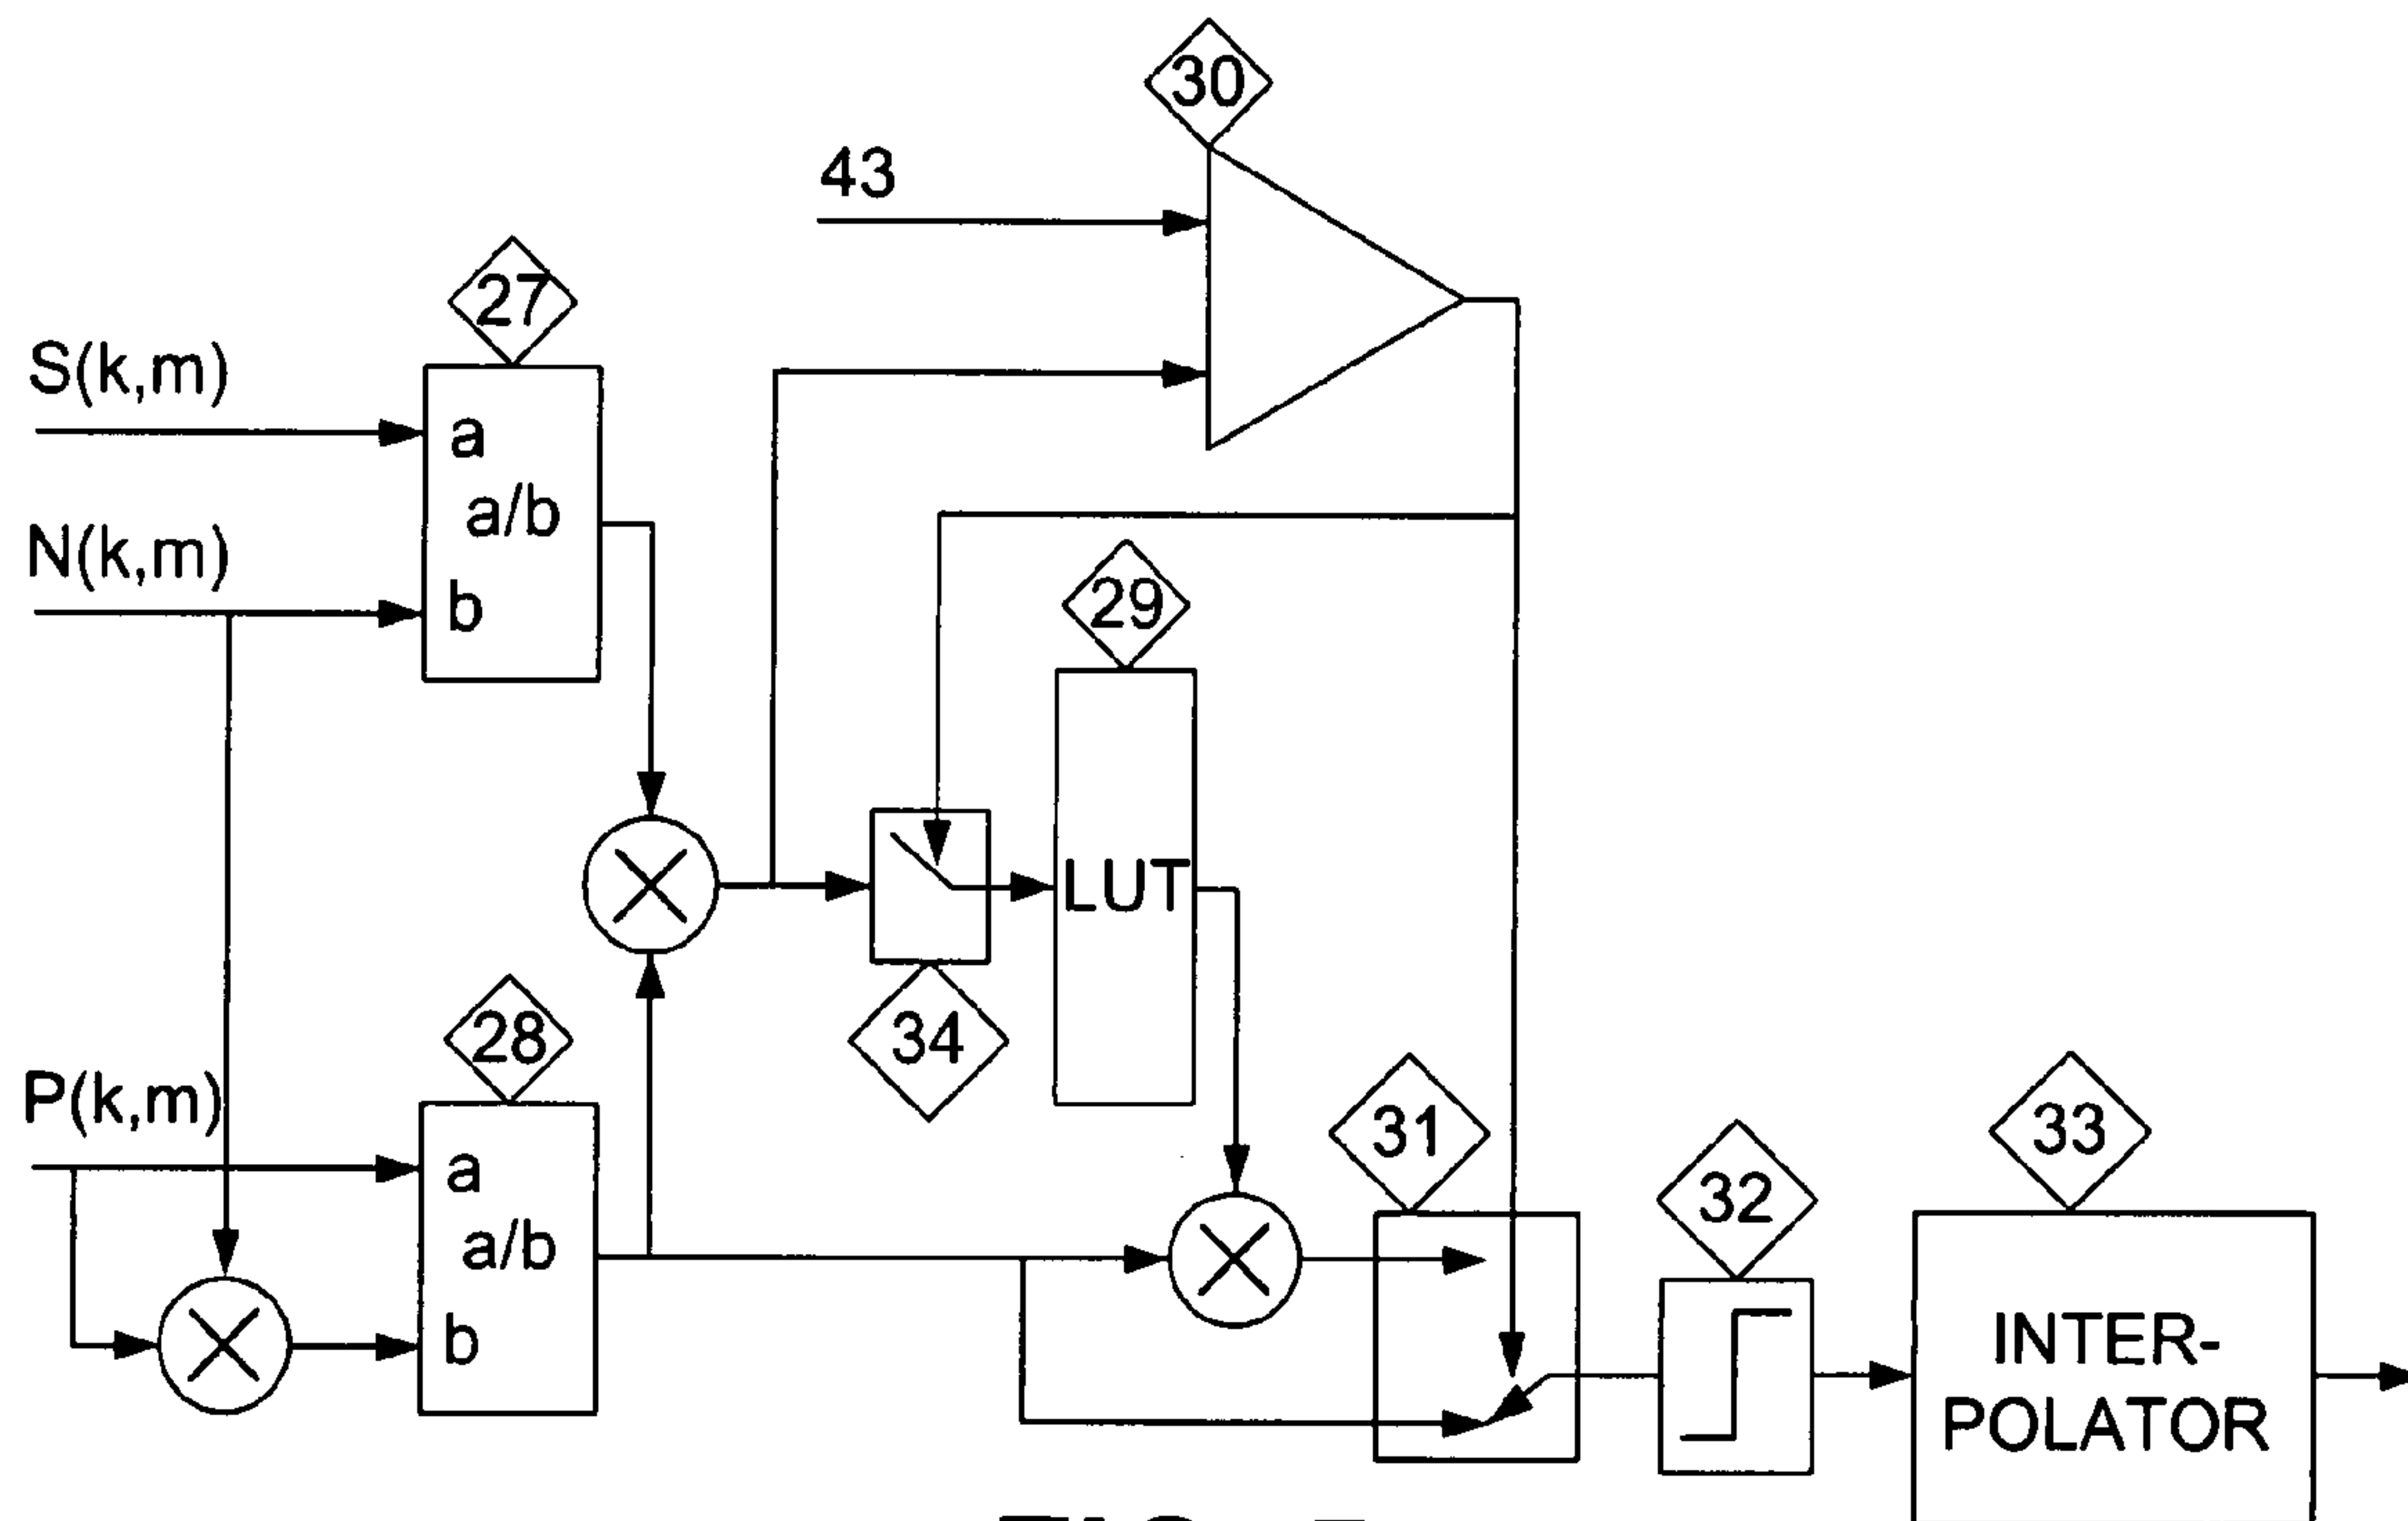 30
43
27
S(k,m)
a
a/b
N(k,m)
b
29
LUT
34
28
P(k,m)
a
a/b
b
31
32
33
INTER-
POLATOR